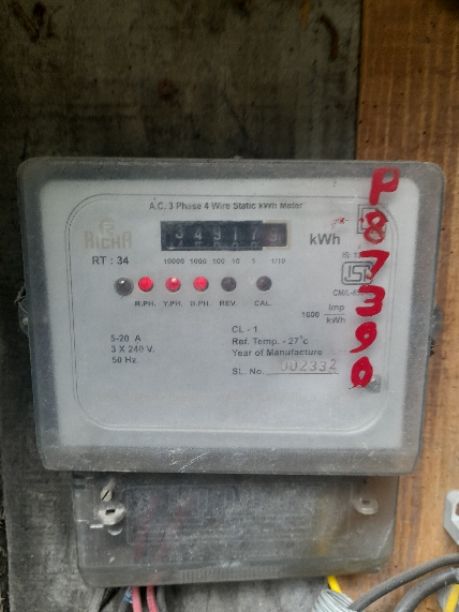 A.C. 3 Phase 4 Wire Static kWh Meter
RICHA
34917
kWh
RT : 34
10000 1000 100 10 1/10
R.PH. Y.PH. B.PH. REV. CAL.
CM/L-
1600 Imp
kWh
5-20 A
3 X 240 V.
50 Hz.
CL - 1
Ref. Temp. - 27°c
Year of Manufacture
SL. No. 002332
P
8
7
3
9
0